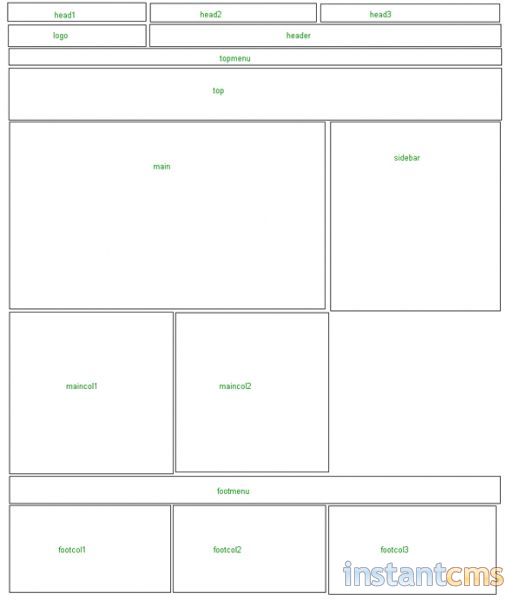 head1 head2 head3
logo header
topmenu
top
main sidebar
maincol1 maincol2
footmenu
footcol1 footcol2 footcol3
instantcms